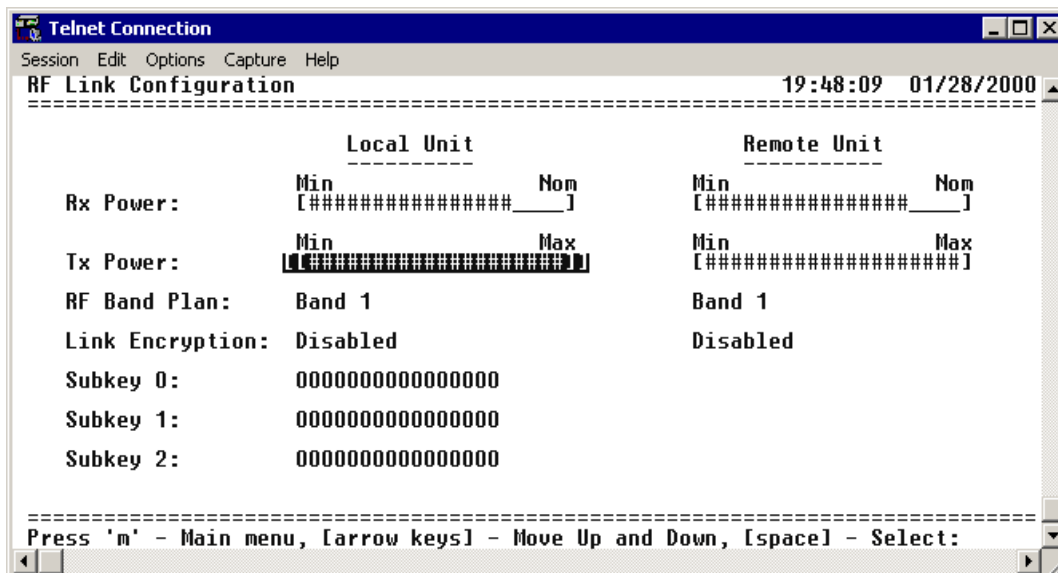 Telnet Connection
Session Edit Options Capture Help
RF Link Configuration 19:48:09 01/28/2000
===============================================================================
Local Unit Remote Unit
---------- -----------
Min Nom Min Nom
Rx Power: [################____] [################____]
Min Max Min Max
Tx Power: [[####################]] [####################]
RF Band Plan: Band 1 Band 1
Link Encryption: Disabled Disabled
Subkey 0: 0000000000000000
Subkey 1: 0000000000000000
Subkey 2: 0000000000000000
===============================================================================
Press 'm' - Main menu, [arrow keys] - Move Up and Down, [space] - Select: